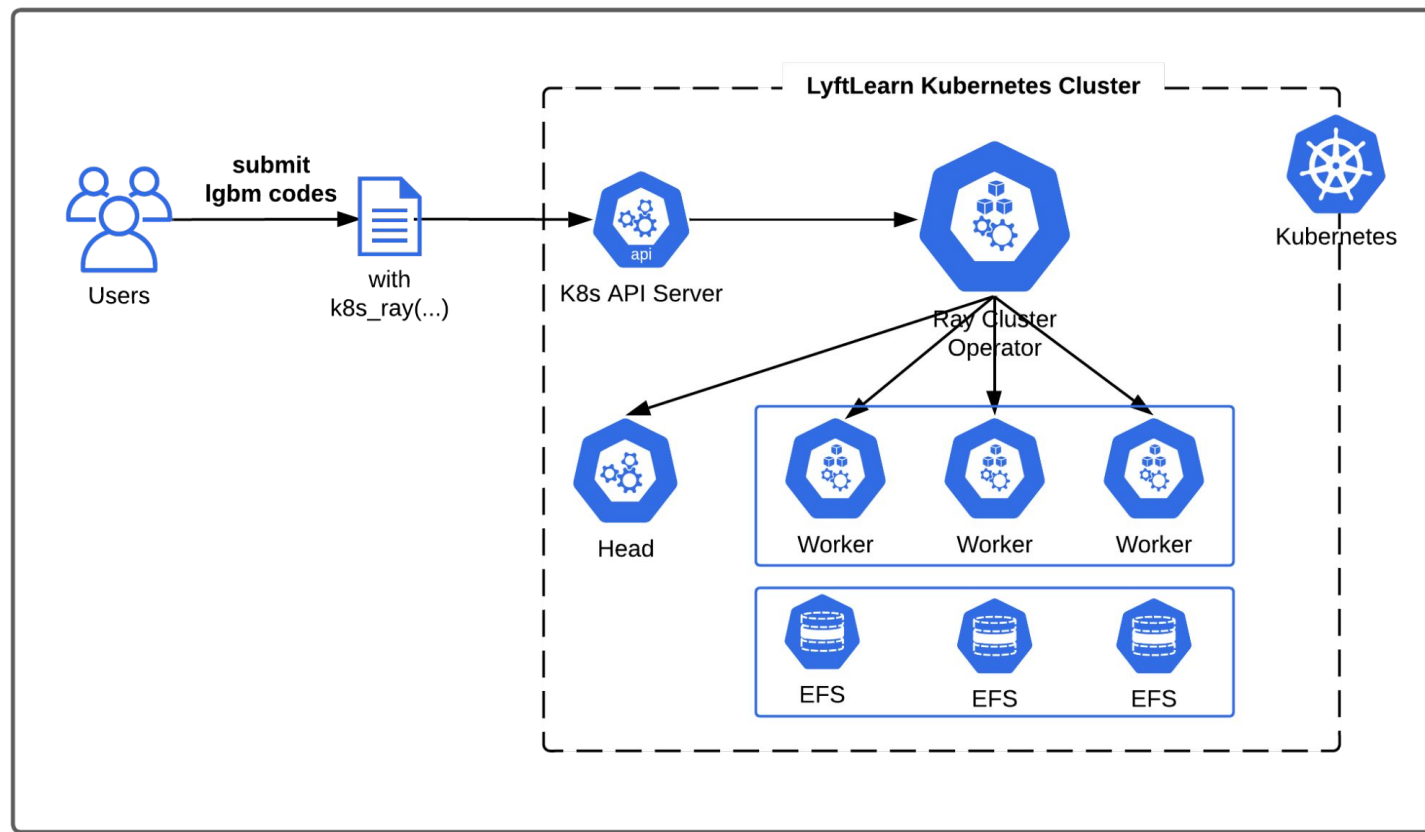 LyftLearn Kubernetes Cluster
submit
lgbm codes
Users
with
k8s_ray(...)
api
K8s API Server
Ray Cluster
Operator
Kubernetes
Head
Worker
Worker
Worker
EFS
EFS
EFS